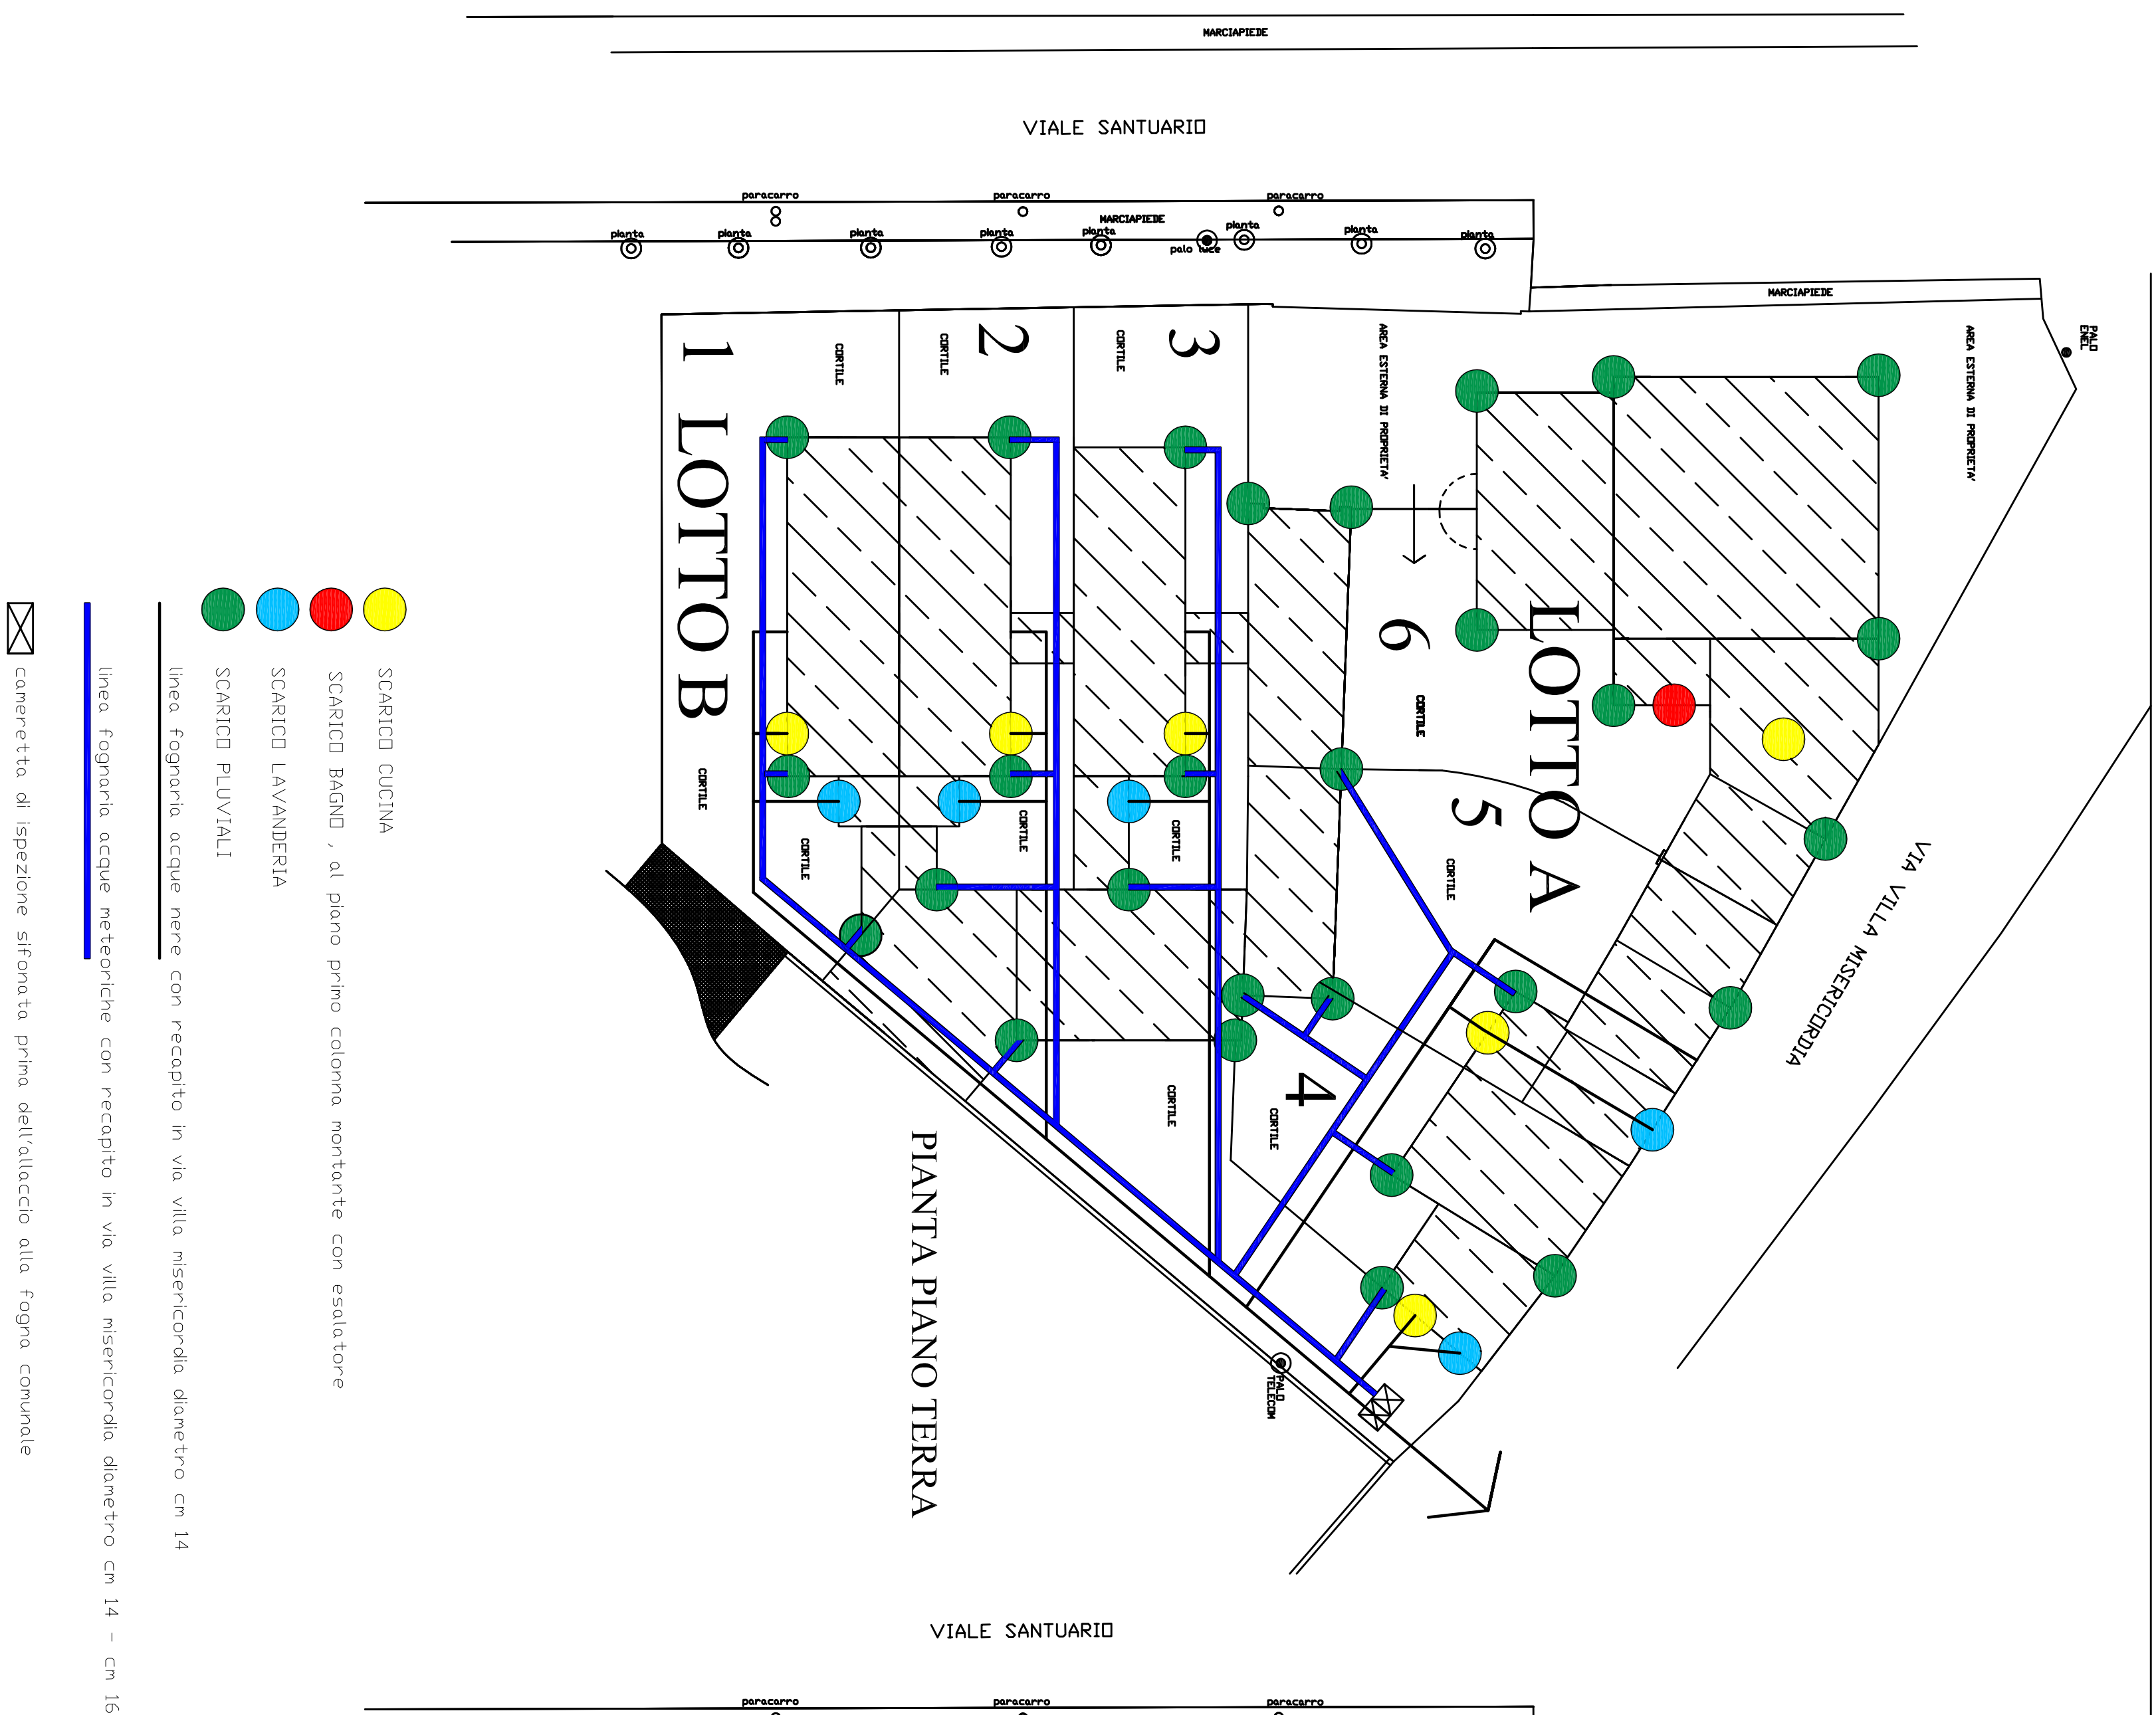 MARCIAPIEDE
VIALE SANTUARIO
paracarro
paracarro
paracarro
MARCIAPIEDE
pianta
pianta
pianta
pianta
pianta
pianta
pianta
pianta
palo luce
MARCIAPIEDE
PALO
ENEL
AREA ESTERNA DI PROPRIETA'
AREA ESTERNA DI PROPRIETA'
1
CORTILE
CORTILE
2
CORTILE
3
LOTTO B
6
LOTTO A
CORTILE
CORTILE
CORTILE
CORTILE
CORTILE
5
CORTILE
VIA VILLA MISERICORDIA
4
CORTILE
CORTILE
PIANTA PIANO TERRA
PALO
TELECOM
SCARICO CUCINA
SCARICO BAGNO , al piano primo colonna montante con esalatore
SCARICO LAVANDERIA
SCARICO PLUVIALI
linea fognaria acque nere con recapito in via villa misericordia diametro cm 14
linea fognaria acque meteoriche con recapito in via villa misericordia diametro cm 14 - cm 16
cameretta di ispezione sifonata prima dell'allaccio alla fogna comunale
VIALE SANTUARIO
paracarro
paracarro
paracarro